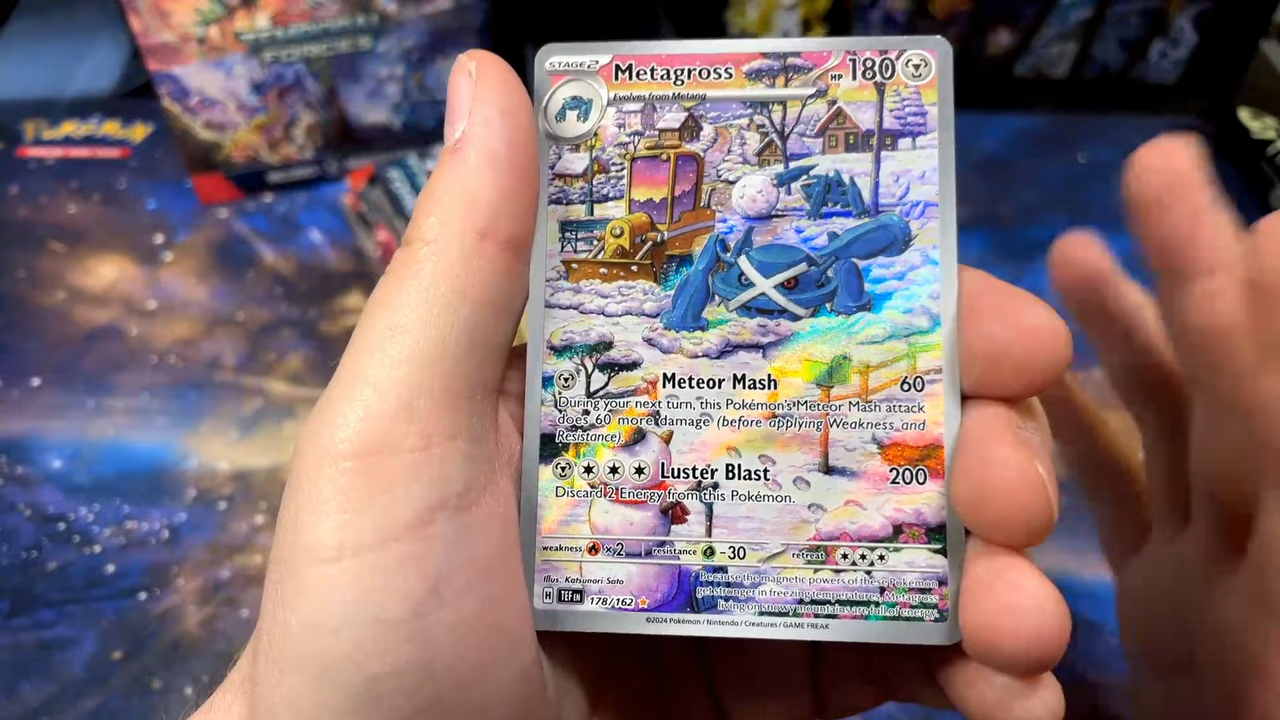 POKÉMON
FORCES
STAGE2
Metagross
HP 180
Evolves from Metang
Meteor Mash 60
During your next turn, this Pokémon's Meteor Mash attack
does 60 more damage (before applying Weakness and
Resistance).
Luster Blast 200
Discard 2 Energy from this Pokémon.
weakness ×2 resistance -30 retreat
Illus. Katsunori Sato
Because the magnetic powers of these Pokémon
get stronger in freezing temperatures, Metagross
living on snowy mountains are full of energy.
H TEF EN 178/162
©2024 Pokémon / Nintendo / Creatures / GAME FREAK